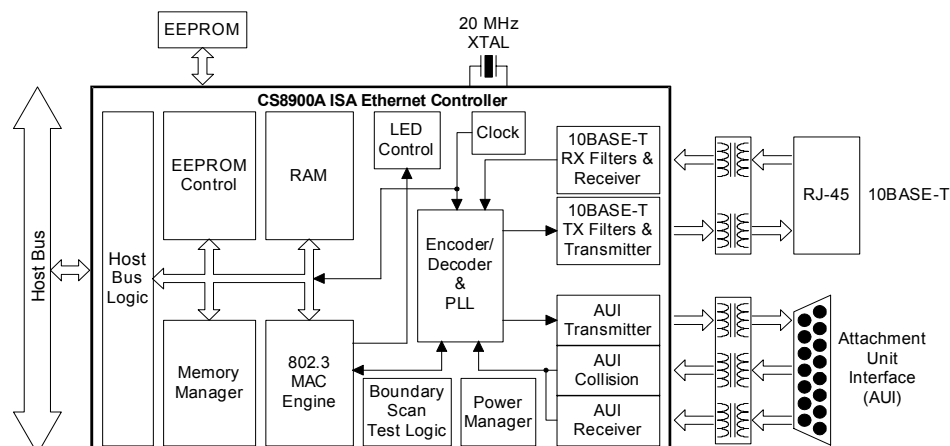 EEPROM
20 MHz
XTAL
CS8900A ISA Ethernet Controller
Host Bus
Host
Bus
Logic
EEPROM
Control
RAM
LED
Control
Clock
10BASE-T
RX Filters &
Receiver
10BASE-T
TX Filters &
Transmitter
RJ-45
10BASE-T
Encoder/
Decoder
&
PLL
Memory
Manager
802.3
MAC
Engine
Boundary
Scan
Test Logic
Power
Manager
AUI
Transmitter
AUI
Collision
AUI
Receiver
Attachment
Unit
Interface
(AUI)